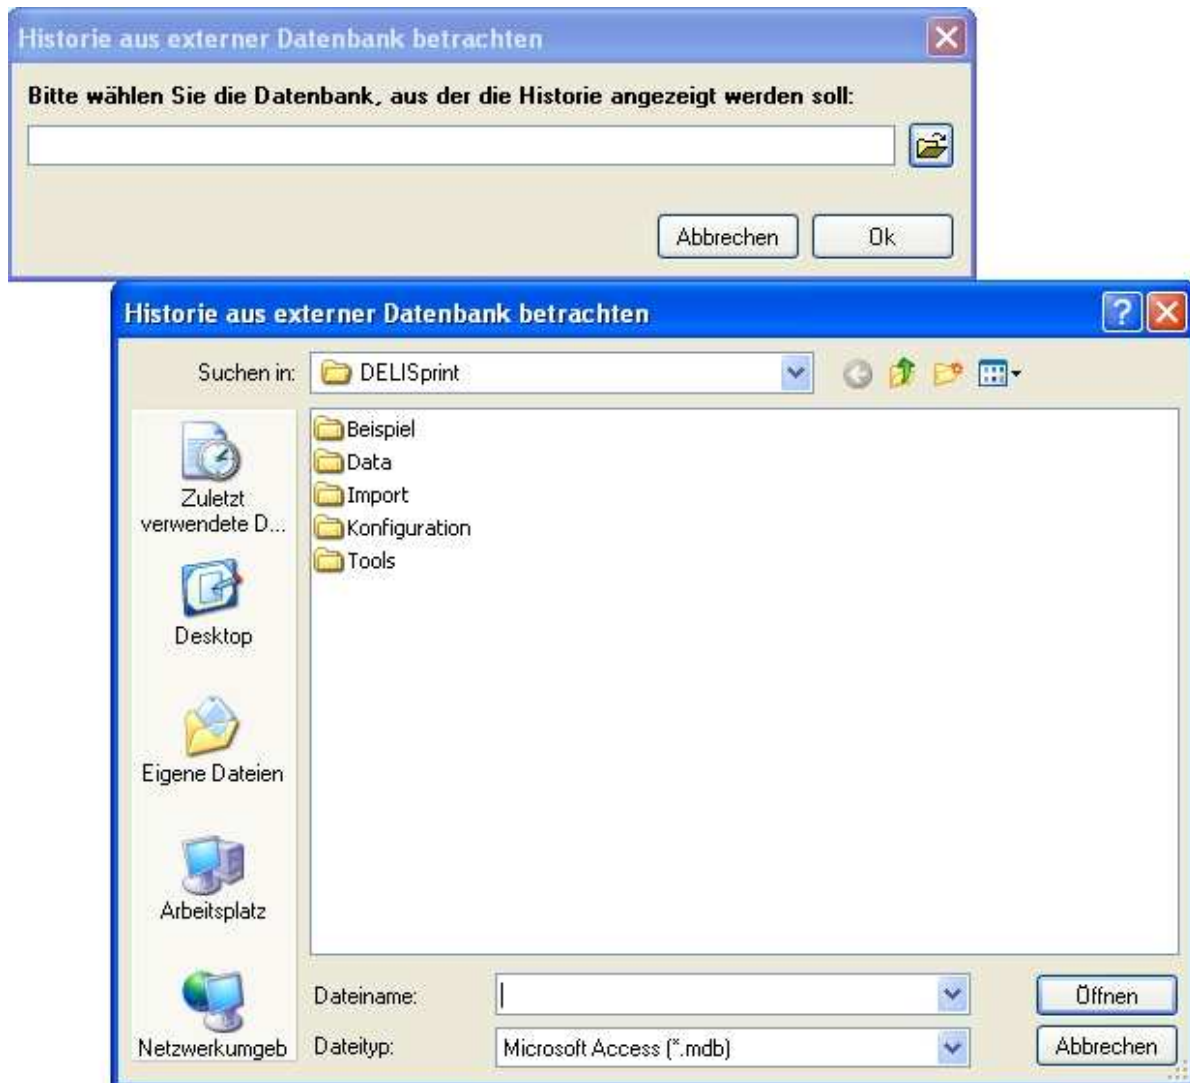 Historie aus externer Datenbank betrachten
Bitte wählen Sie die Datenbank, aus der die Historie angezeigt werden soll:
Abbrechen Ok
Historie aus externer Datenbank betrachten
Suchen in: DELISprint
Beispiel
Data
Import
Konfiguration
Tools
Zuletzt
verwendete D...
Desktop
Eigene Dateien
Arbeitsplatz
Netzwerkumgeb
Dateiname: Öffnen
Dateityp: Microsoft Access (*.mdb) Abbrechen